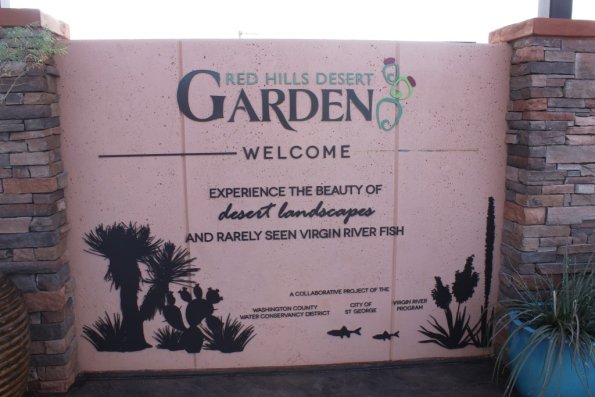 RED HILLS DESERT
GARDEN
WELCOME
EXPERIENCE THE BEAUTY OF
desert landscapes
AND RARELY SEEN VIRGIN RIVER FISH
A COLLABORATIVE PROJECT OF THE
WASHINGTON COUNTY
WATER CONSERVANCY DISTRICT
CITY OF
ST GEORGE
VIRGIN RIVER
PROGRAM